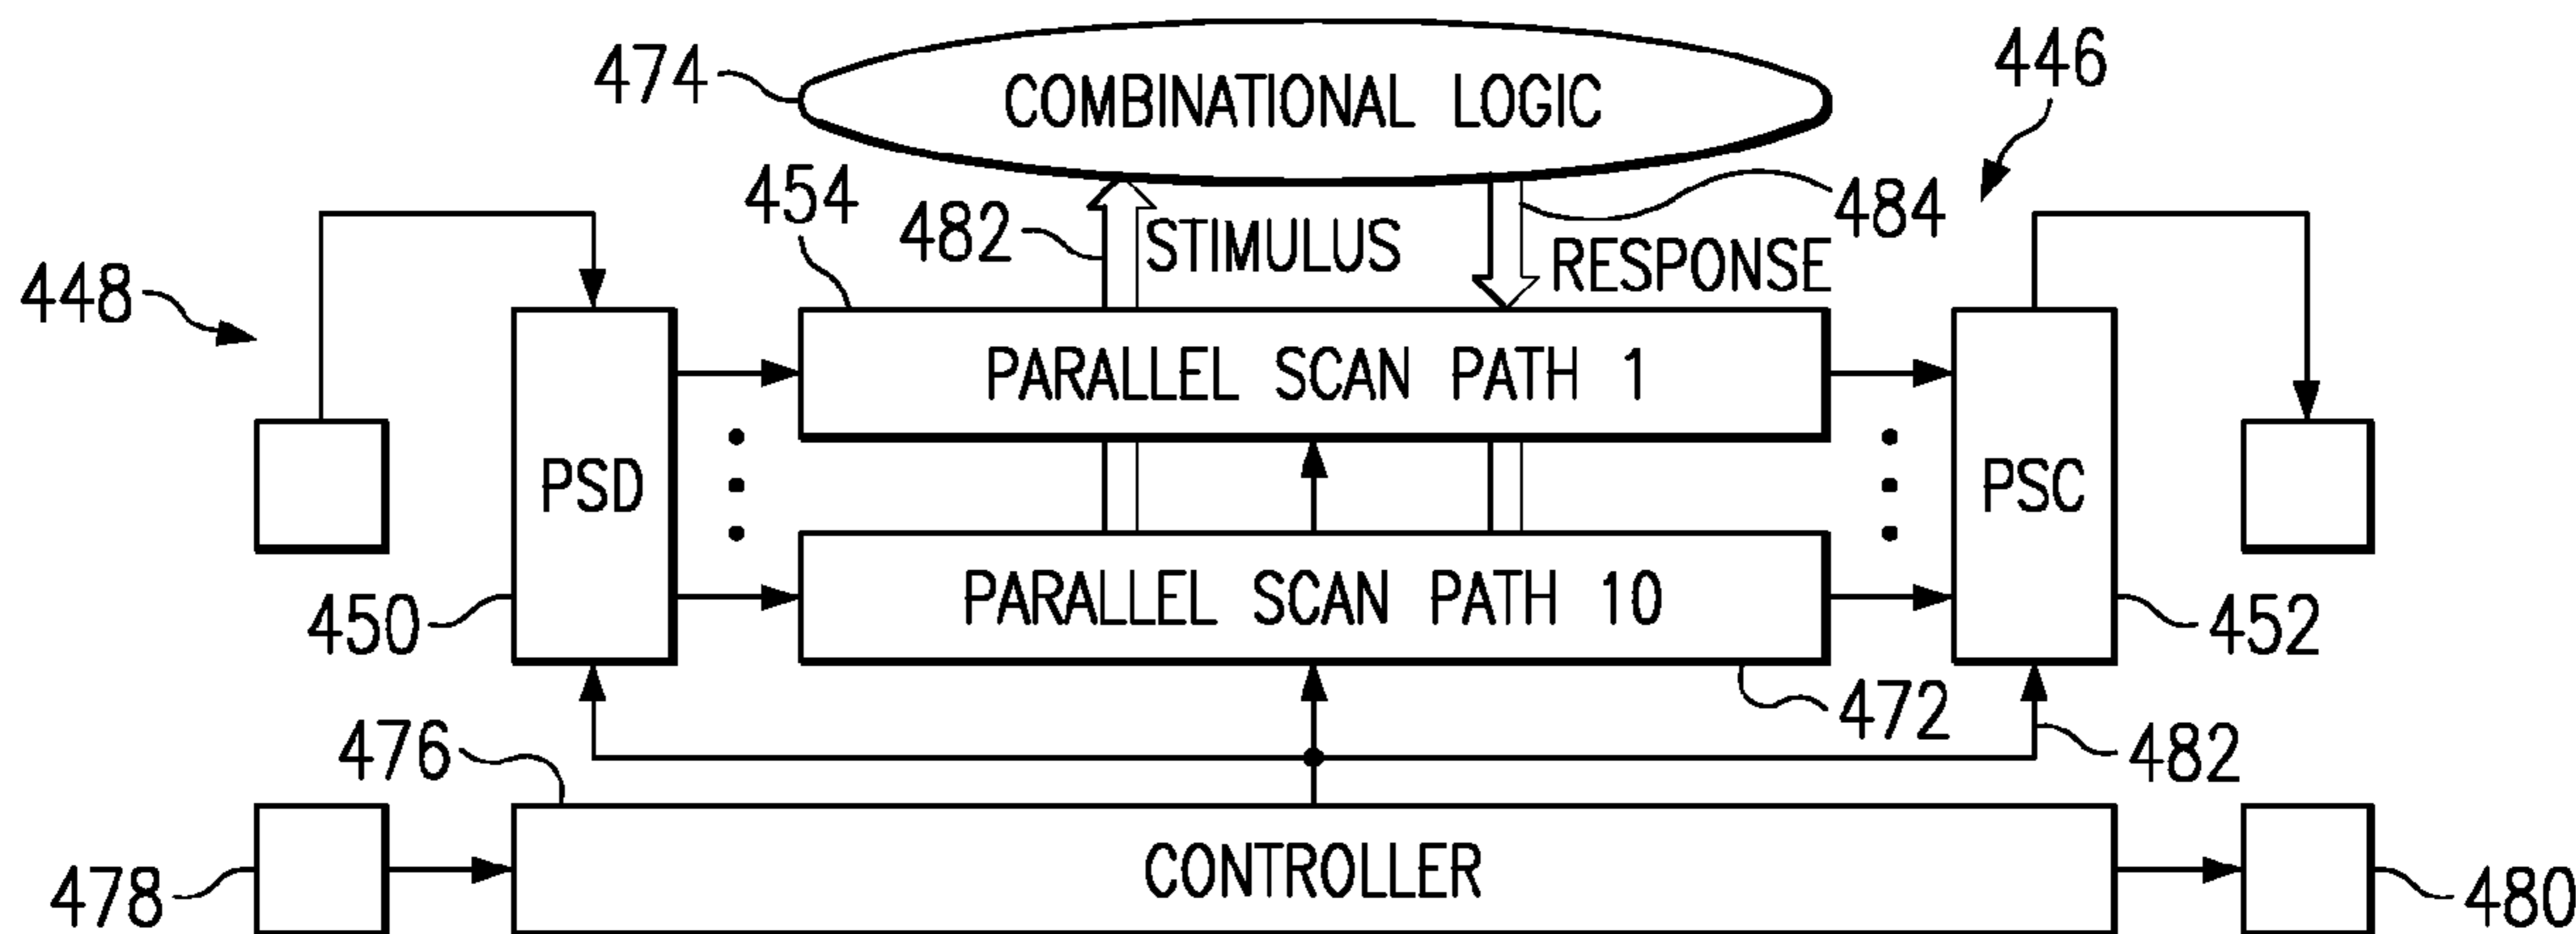 474
COMBINATIONAL LOGIC
446
454
482
STIMULUS
484
RESPONSE
448
PARALLEL SCAN PATH 1
PSD
PSC
PARALLEL SCAN PATH 10
450
452
472
476
482
CONTROLLER
478
480